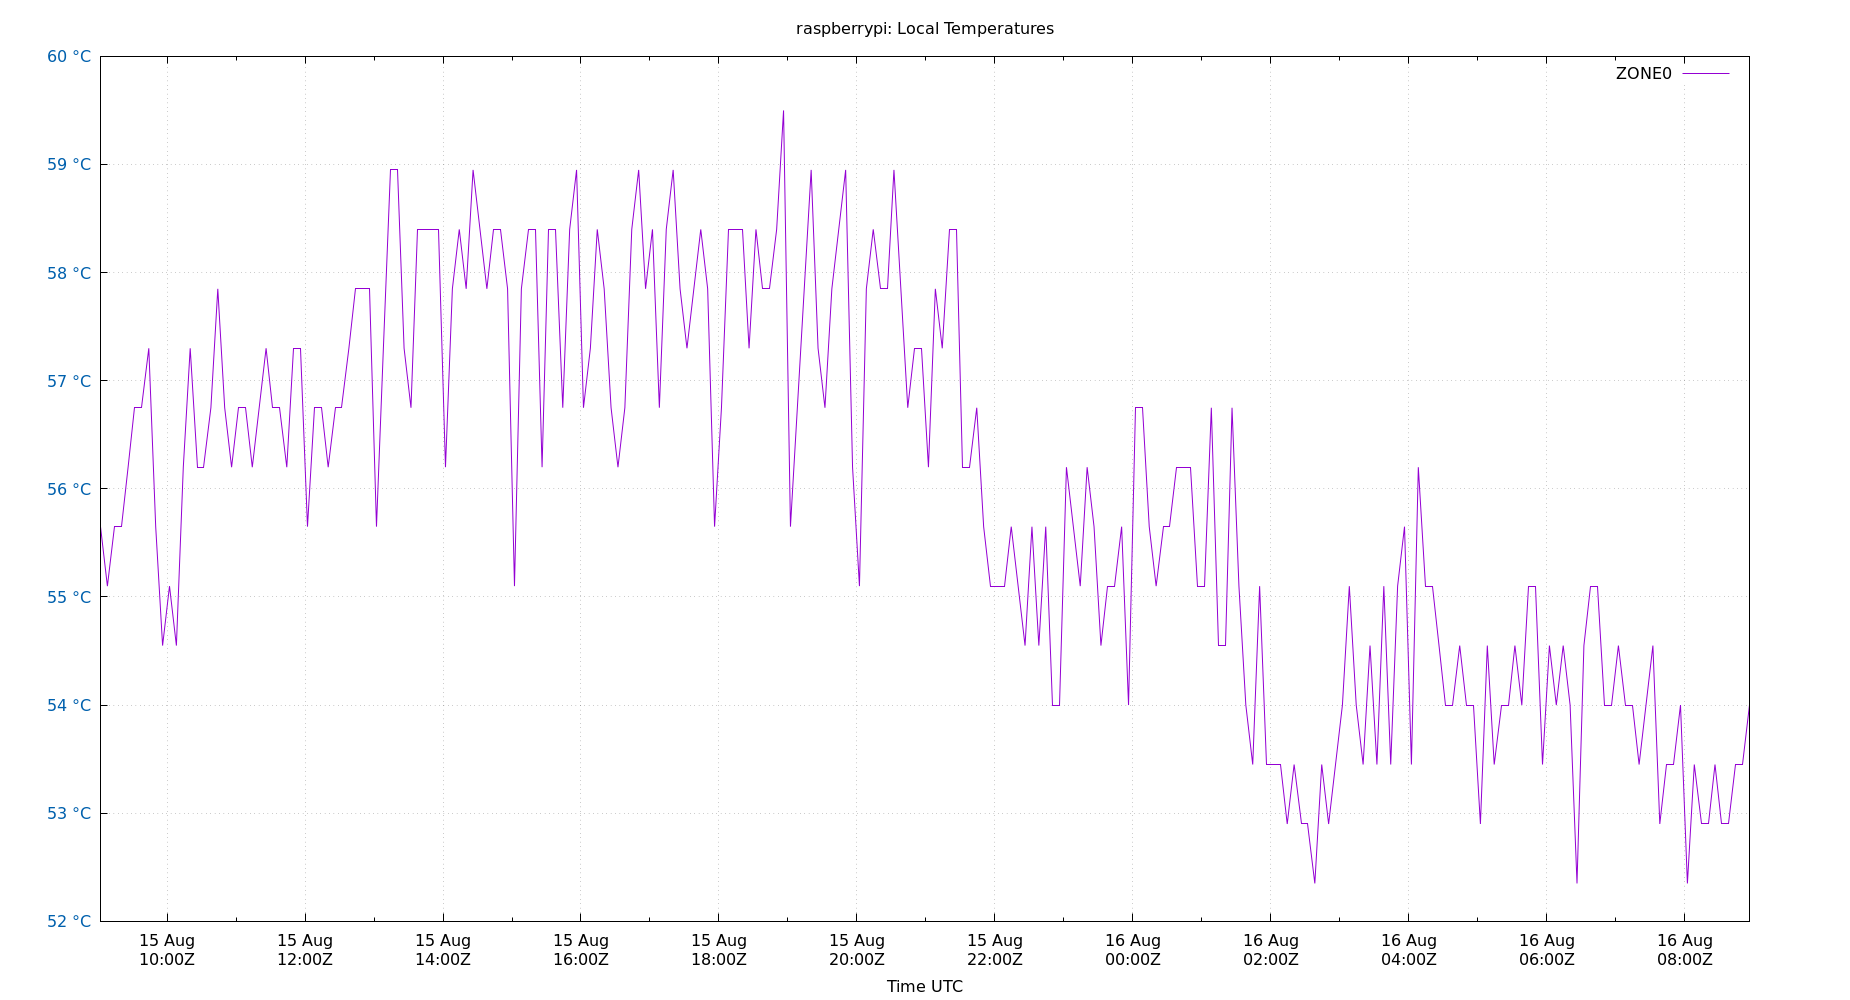 raspberrypi: Local Temperatures
60 °C
ZONE0
59 °C
58 °C
57 °C
56 °C
55 °C
54 °C
53 °C
52 °C
15 Aug 15 Aug 15 Aug 15 Aug 15 Aug 15 Aug 15 Aug 16 Aug 16 Aug 16 Aug 16 Aug 16 Aug
10:00Z 12:00Z 14:00Z 16:00Z 18:00Z 20:00Z 22:00Z 00:00Z 02:00Z 04:00Z 06:00Z 08:00Z
Time UTC